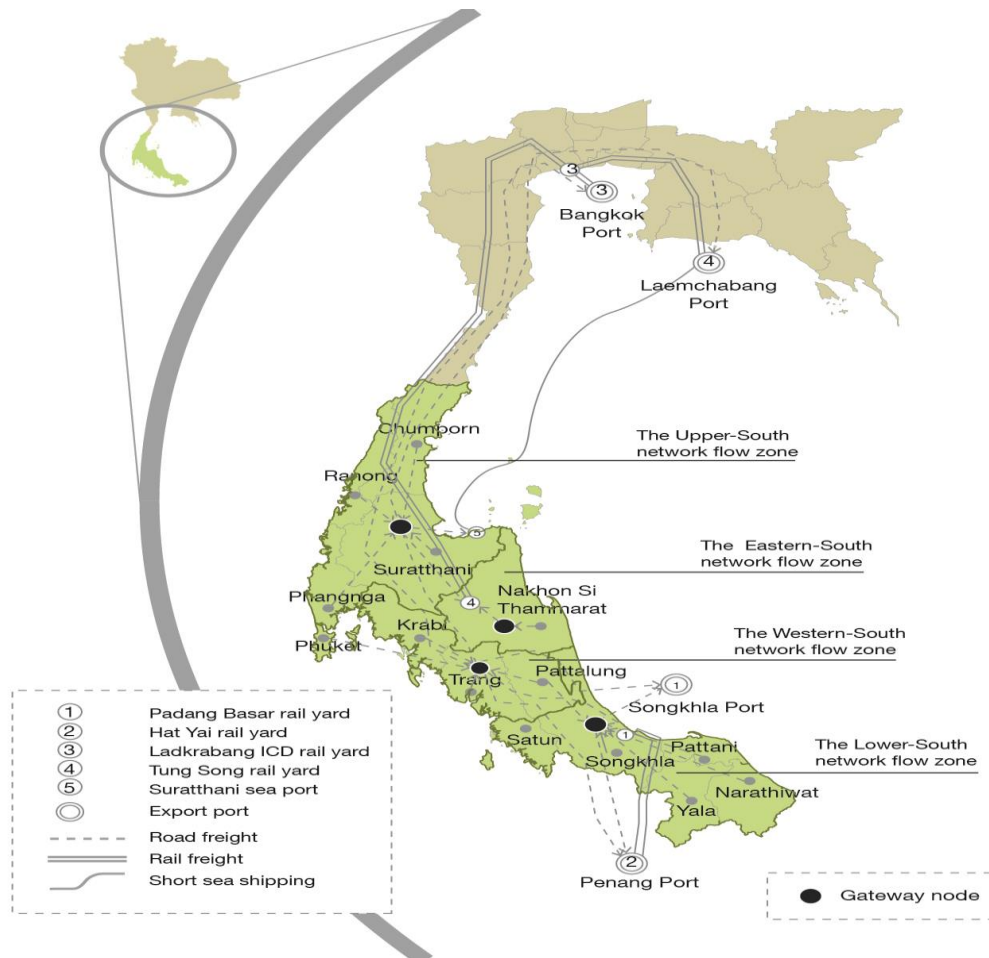 3
3
Bangkok
Port
4
Laemchabang
Port
Chumporn
The Upper-South
network flow zone
Ranong
5
Suratthani
The Eastern-South
network flow zone
Phangnga
4
Nakhon Si
Thammarat
Krabi
Phuket
The Western-South
network flow zone
Trang
Pattalung
1
Songkhla Port
Satun
1
Songkhla
Pattani
The Lower-South
network flow zone
Narathiwat
Yala
2
Penang Port
1 Padang Basar rail yard
2 Hat Yai rail yard
3 Ladkrabang ICD rail yard
4 Tung Song rail yard
5 Suratthani sea port
Export port
Road freight
Rail freight
Short sea shipping
Gateway node